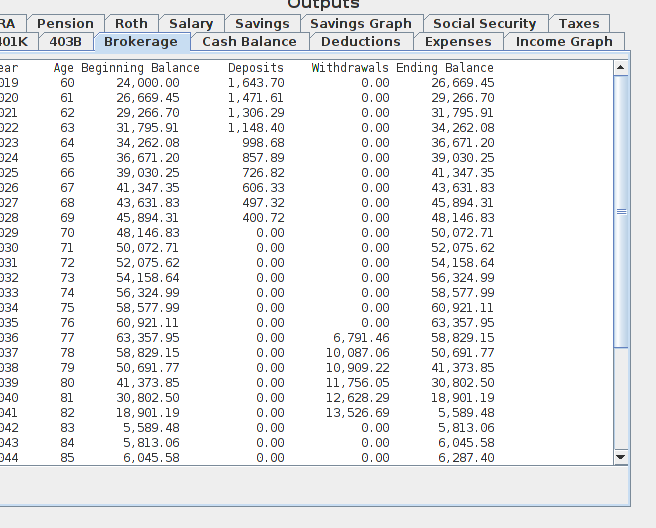 Outputs
RA Pension Roth Salary Savings Savings Graph Social Security Taxes
401K 403B Brokerage Cash Balance Deductions Expenses Income Graph
ear Age Beginning Balance Deposits Withdrawals Ending Balance
019 60 24,000.00 1,643.70 0.00 26,669.45
020 61 26,669.45 1,471.61 0.00 29,266.70
021 62 29,266.70 1,306.29 0.00 31,795.91
022 63 31,795.91 1,148.40 0.00 34,262.08
023 64 34,262.08 998.68 0.00 36,671.20
024 65 36,671.20 857.89 0.00 39,030.25
025 66 39,030.25 726.82 0.00 41,347.35
026 67 41,347.35 606.33 0.00 43,631.83
027 68 43,631.83 497.32 0.00 45,894.31
028 69 45,894.31 400.72 0.00 48,146.83
029 70 48,146.83 0.00 0.00 50,072.71
030 71 50,072.71 0.00 0.00 52,075.62
031 72 52,075.62 0.00 0.00 54,158.64
032 73 54,158.64 0.00 0.00 56,324.99
033 74 56,324.99 0.00 0.00 58,577.99
034 75 58,577.99 0.00 0.00 60,921.11
035 76 60,921.11 0.00 0.00 63,357.95
036 77 63,357.95 0.00 6,791.46 58,829.15
037 78 58,829.15 0.00 10,087.06 50,691.77
038 79 50,691.77 0.00 10,909.22 41,373.85
039 80 41,373.85 0.00 11,756.05 30,802.50
040 81 30,802.50 0.00 12,628.29 18,901.19
041 82 18,901.19 0.00 13,526.69 5,589.48
042 83 5,589.48 0.00 0.00 5,813.06
043 84 5,813.06 0.00 0.00 6,045.58
044 85 6,045.58 0.00 0.00 6,287.40